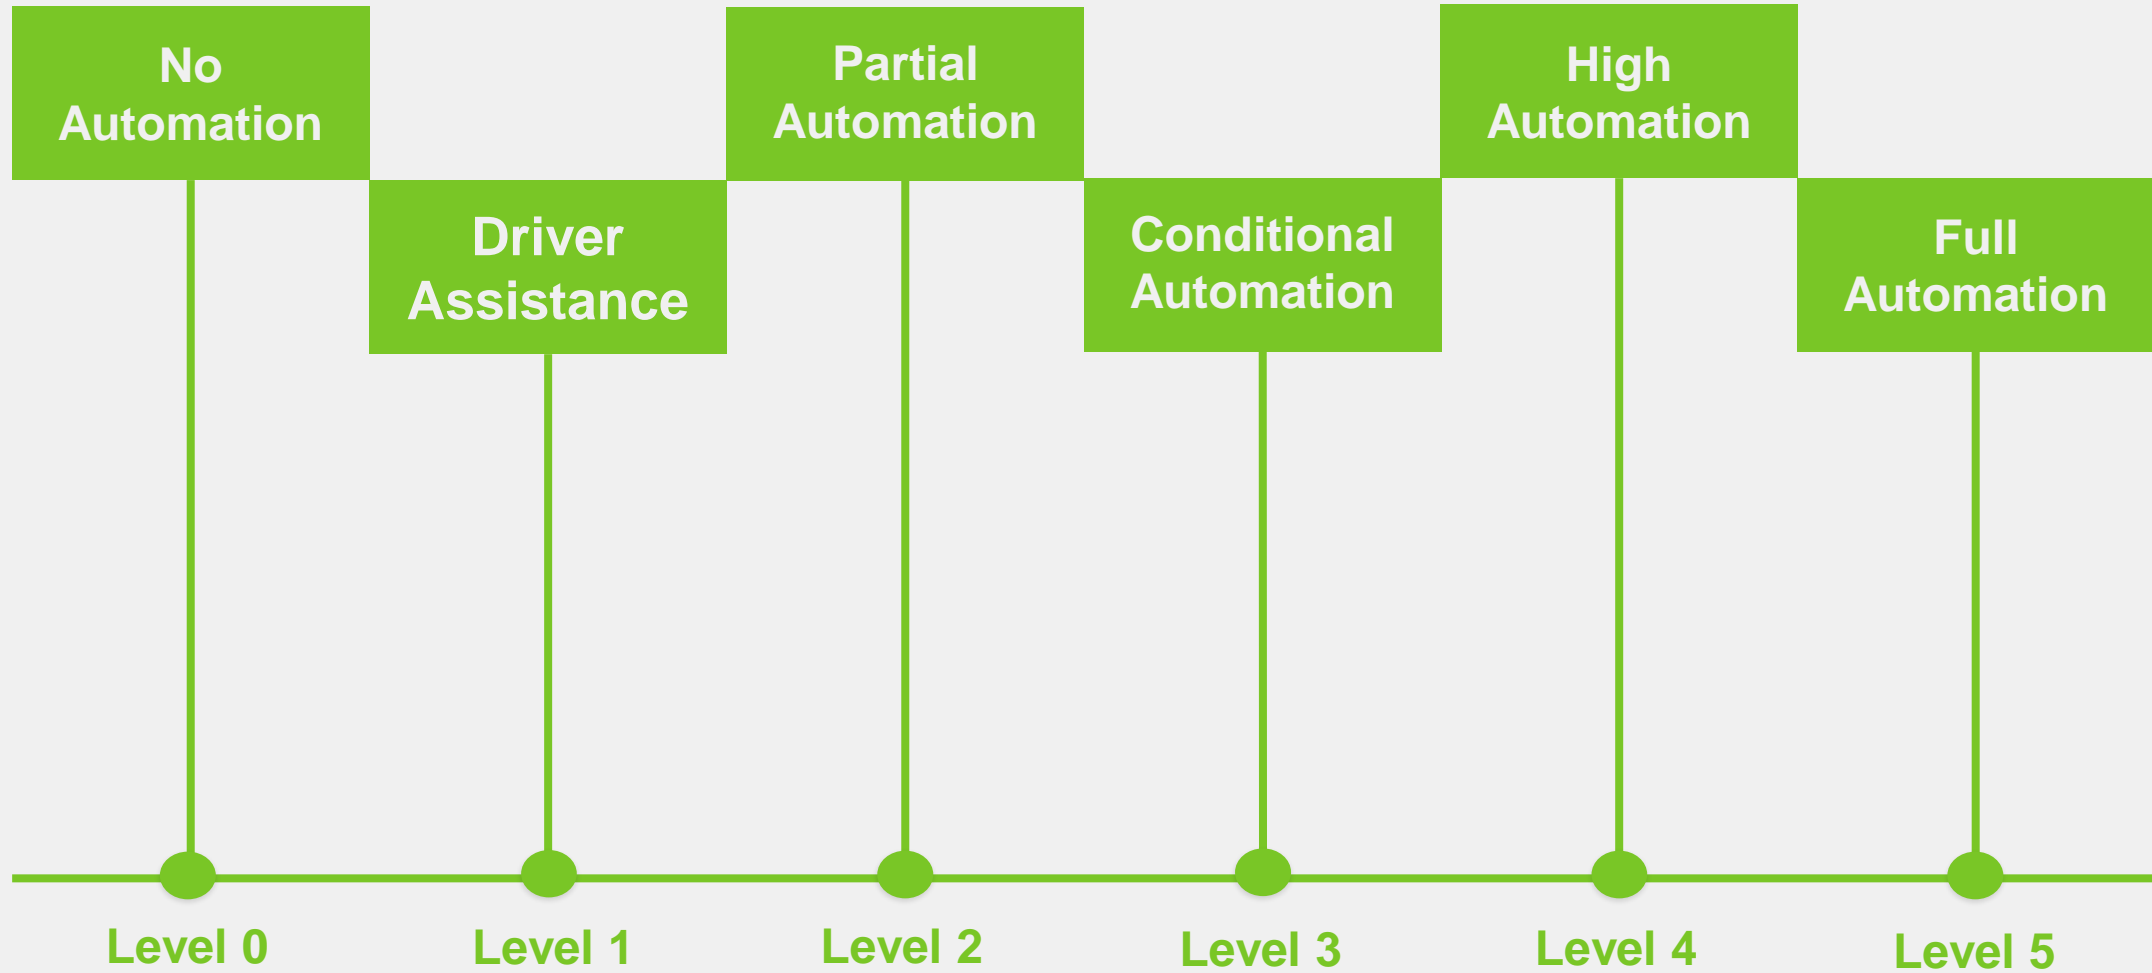 No
Automation
Driver
Assistance
Partial
Automation
Conditional
Automation
High
Automation
Full
Automation
Level 0
Level 1
Level 2
Level 3
Level 4
Level 5